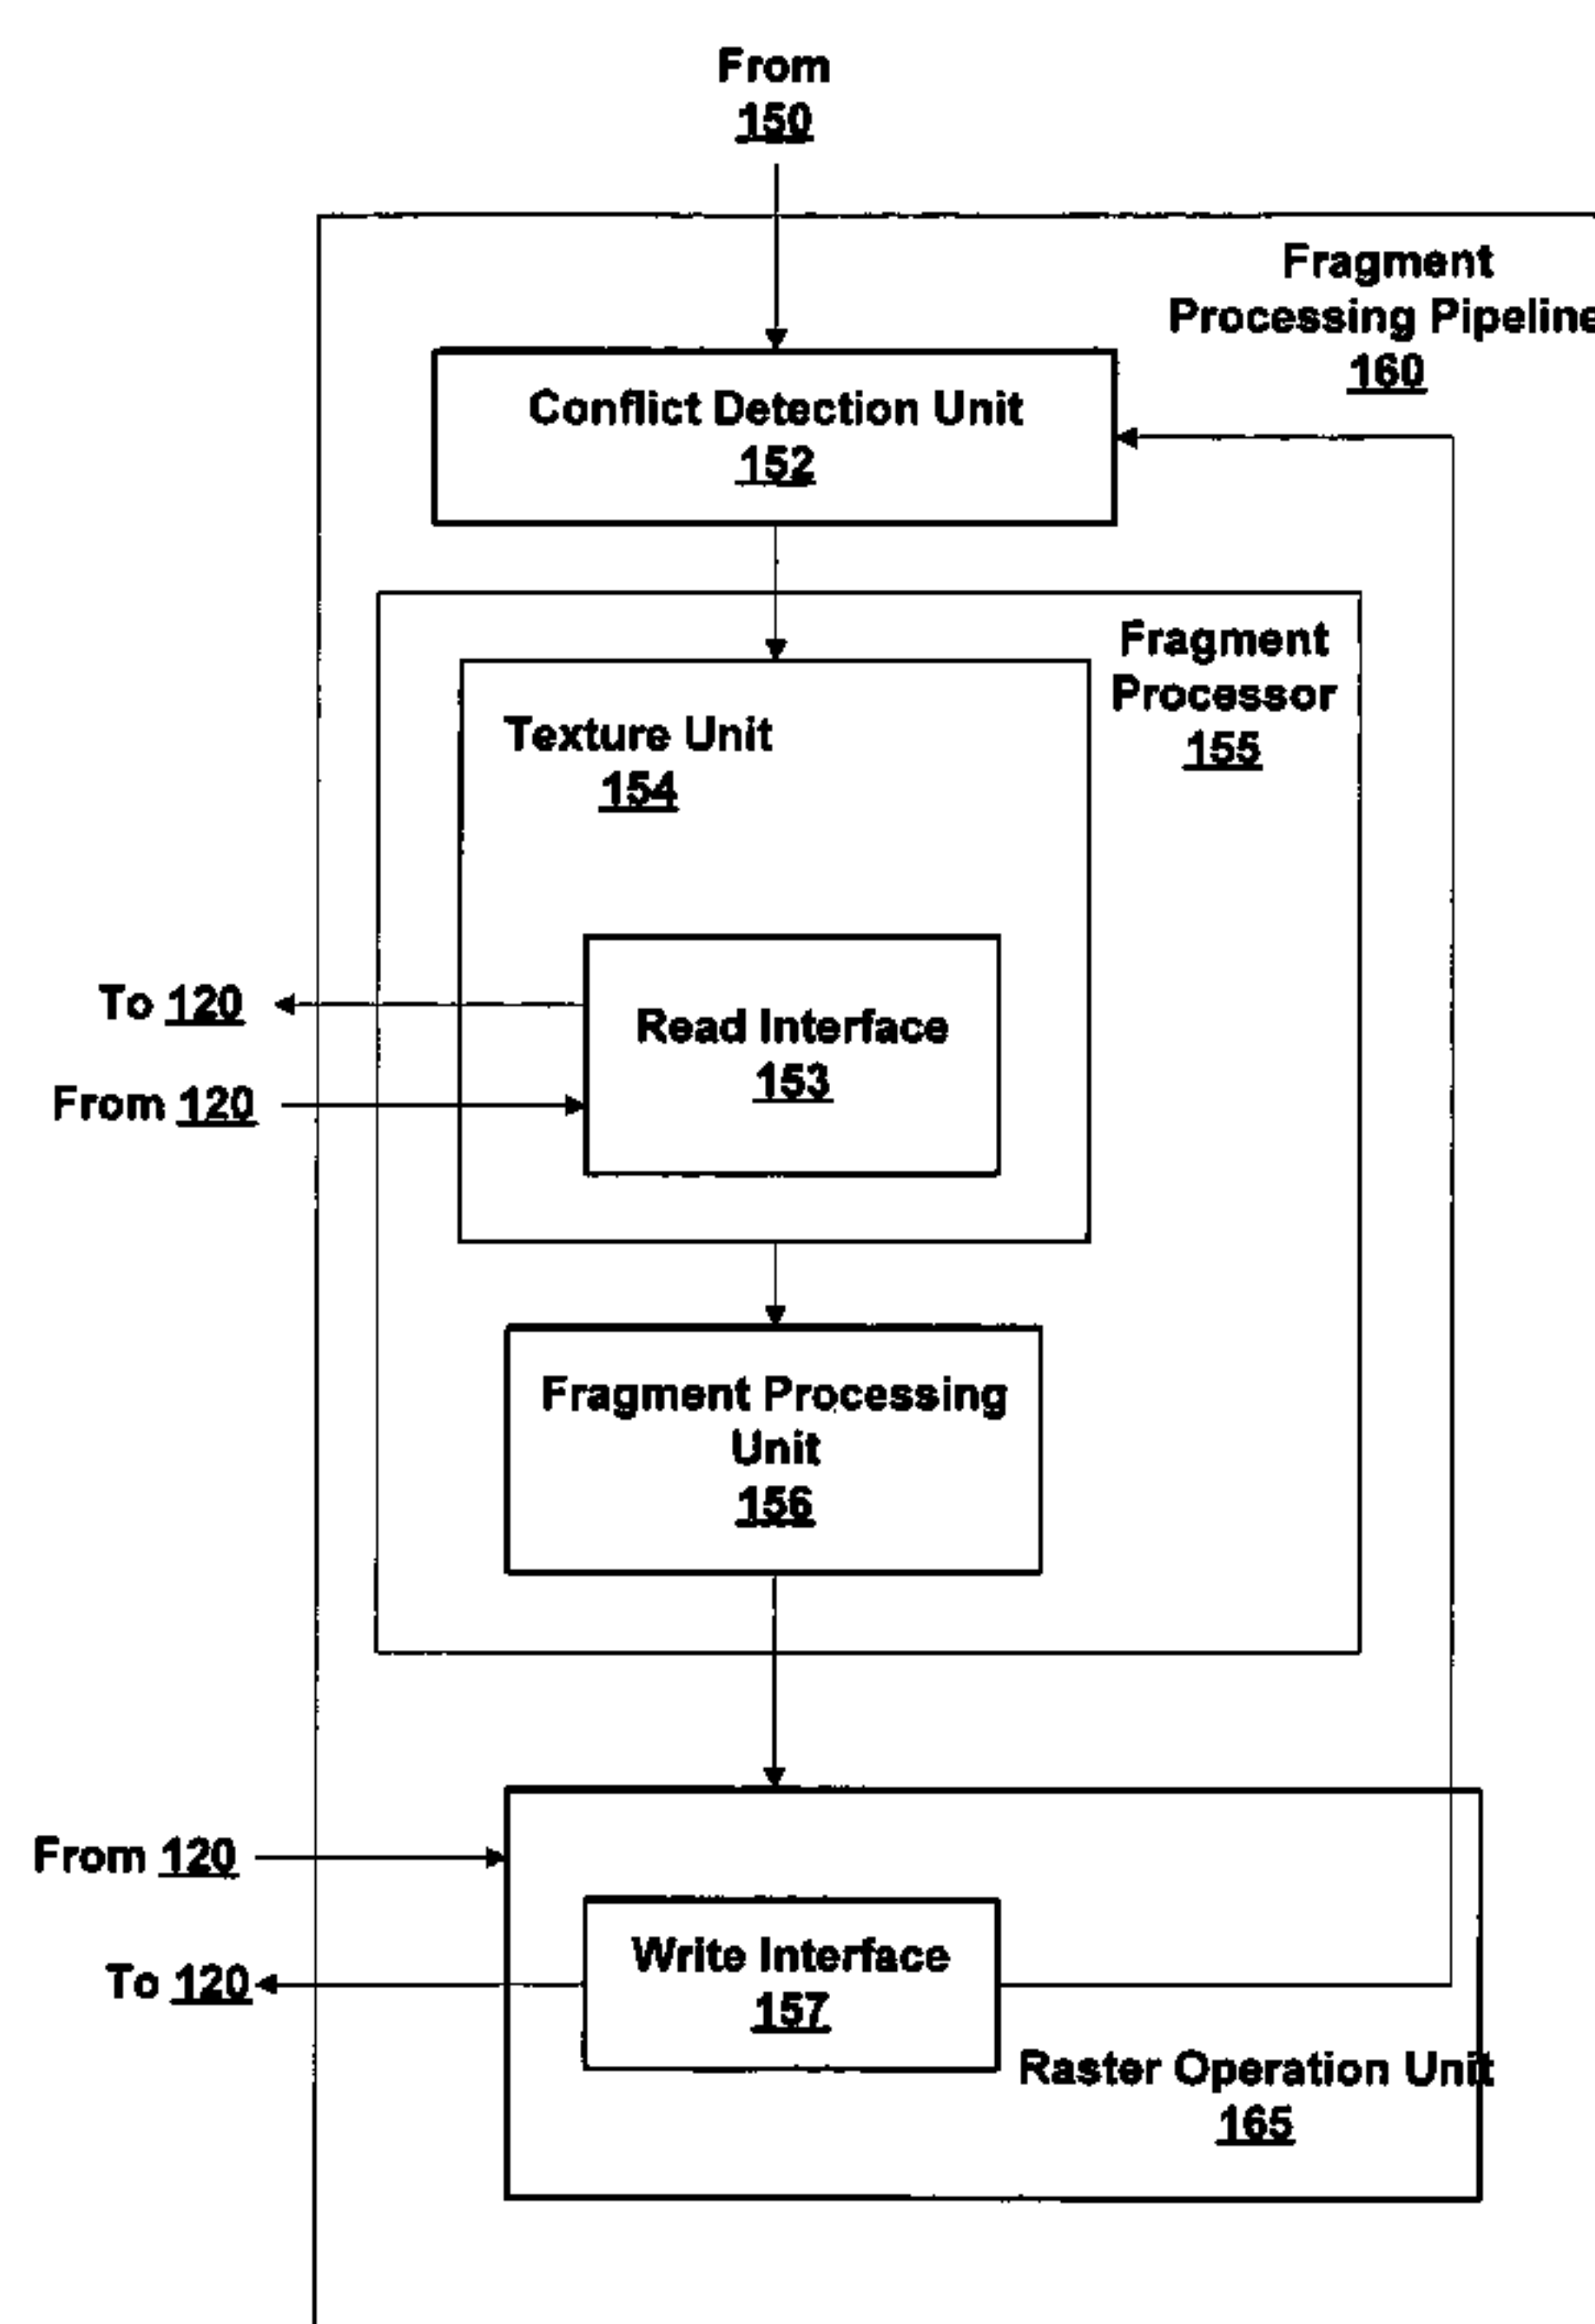 From
150
Fragment
Processing Pipeline
160
Conflict Detection Unit
152
Fragment
Processor
155
Texture Unit
154
To 120
Read Interface
153
From 120
Fragment Processing
Unit
156
From 120
Write Interface
157
To 120
Raster Operation Unit
165